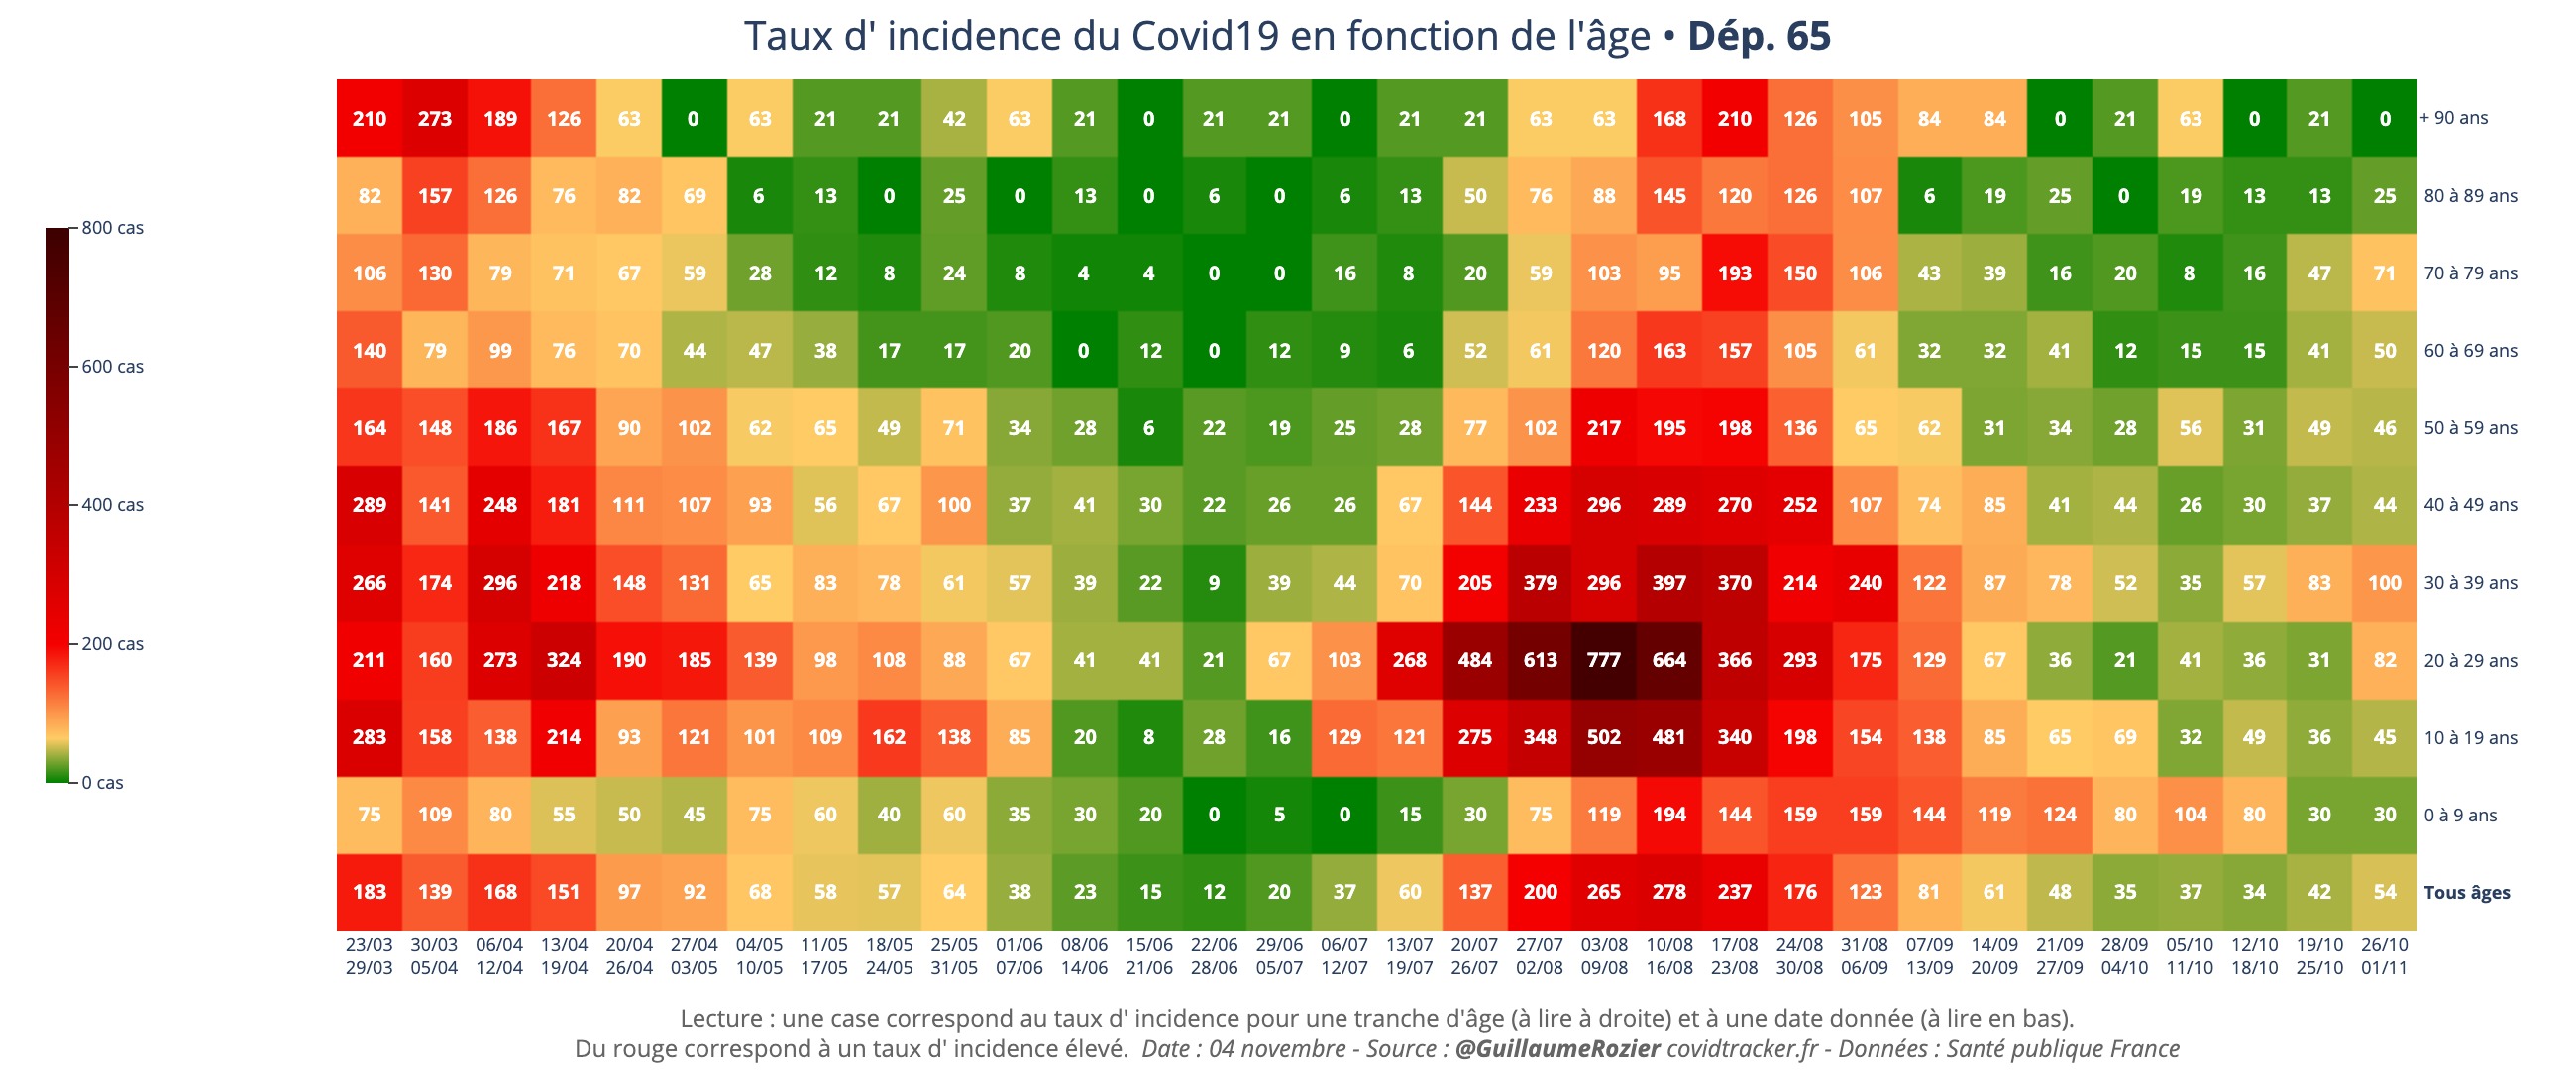 Taux d' incidence du Covid19 en fonction de l'âge • Dép. 65
800 cas
600 cas
400 cas
200 cas
0 cas
210 273 189 126 63 0 63 21 21 42 63 21 0 21 21 0 21 21 63 63 168 210 126 105 84 84 0 21 63 0 21 0 + 90 ans
82 157 126 76 82 69 6 13 0 25 0 13 0 6 0 6 13 50 76 88 145 120 126 107 6 19 25 0 19 13 13 25 80 à 89 ans
106 130 79 71 67 59 28 12 8 24 8 4 4 0 0 16 8 20 59 103 95 193 150 106 43 39 16 20 8 16 47 71 70 à 79 ans
140 79 99 76 70 44 47 38 17 17 20 0 12 0 12 9 6 52 61 120 163 157 105 61 32 32 41 12 15 15 41 50 60 à 69 ans
164 148 186 167 90 102 62 65 49 71 34 28 6 22 19 25 28 77 102 217 195 198 136 65 62 31 34 28 56 31 49 46 50 à 59 ans
289 141 248 181 111 107 93 56 67 100 37 41 30 22 26 26 67 144 233 296 289 270 252 107 74 85 41 44 26 30 37 44 40 à 49 ans
266 174 296 218 148 131 65 83 78 61 57 39 22 9 39 44 70 205 379 296 397 370 214 240 122 87 78 52 35 57 83 100 30 à 39 ans
211 160 273 324 190 185 139 98 108 88 67 41 41 21 67 103 268 484 613 777 664 366 293 175 129 67 36 21 41 36 31 82 20 à 29 ans
283 158 138 214 93 121 101 109 162 138 85 20 8 28 16 129 121 275 348 502 481 340 198 154 138 85 65 69 32 49 36 45 10 à 19 ans
75 109 80 55 50 45 75 60 40 60 35 30 20 0 5 0 15 30 75 119 194 144 159 159 144 119 124 80 104 80 30 30 0 à 9 ans
183 139 168 151 97 92 68 58 57 64 38 23 15 12 20 37 60 137 200 265 278 237 176 123 81 61 48 35 37 34 42 54 Tous âges
23/03 30/03 06/04 13/04 20/04 27/04 04/05 11/05 18/05 25/05 01/06 08/06 15/06 22/06 29/06 06/07 13/07 20/07 27/07 03/08 10/08 17/08 24/08 31/08 07/09 14/09 21/09 28/09 05/10 12/10 19/10 26/10
29/03 05/04 12/04 19/04 26/04 03/05 10/05 17/05 24/05 31/05 07/06 14/06 21/06 28/06 05/07 12/07 19/07 26/07 02/08 09/08 16/08 23/08 30/08 06/09 13/09 20/09 27/09 04/10 11/10 18/10 25/10 01/11
Lecture : une case correspond au taux d' incidence pour une tranche d'âge (à lire à droite) et à une date donnée (à lire en bas).
Du rouge correspond à un taux d' incidence élevé. Date : 04 novembre - Source : @GuillaumeRozier covidtracker.fr - Données : Santé publique France